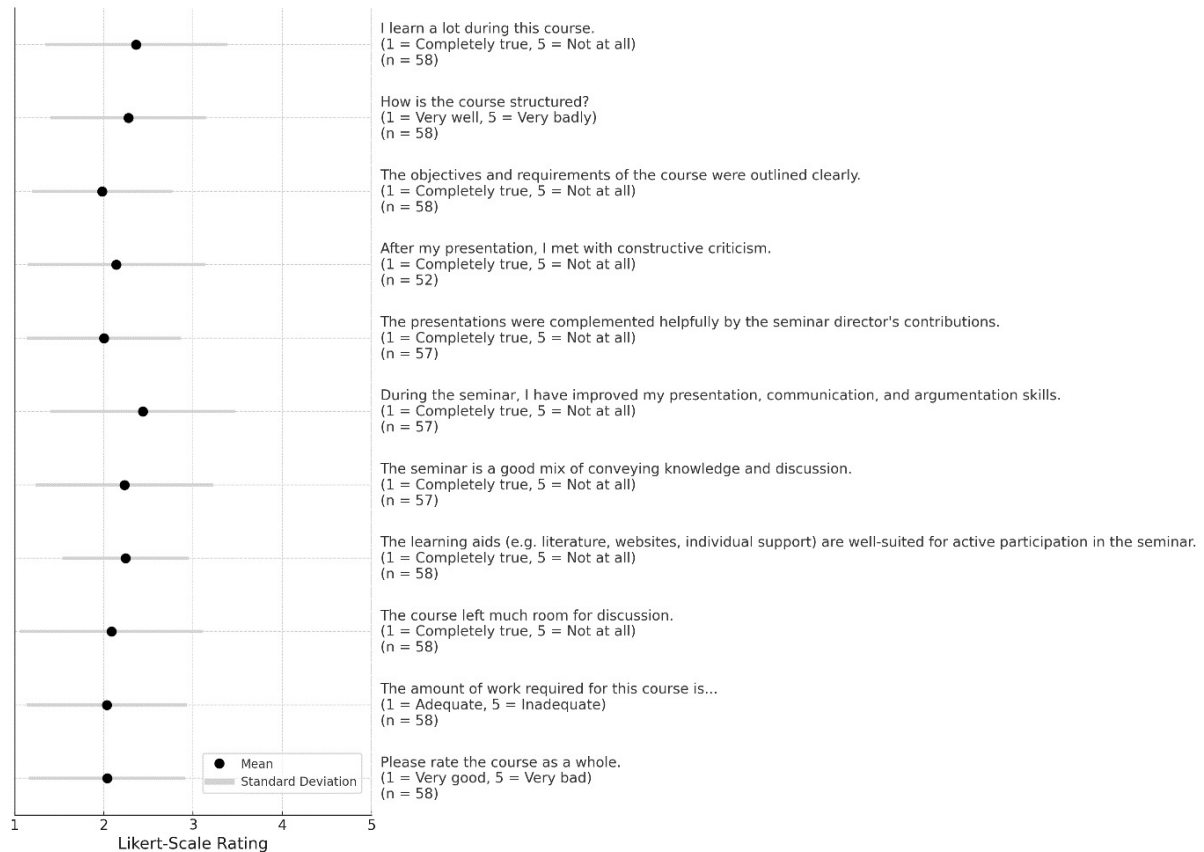 I learn a lot during this course.
(1 = Completely true, 5 = Not at all)
(n = 58)
How is the course structured?
(1 = Very well, 5 = Very badly)
(n = 58)
The objectives and requirements of the course were outlined clearly.
(1 = Completely true, 5 = Not at all)
(n = 58)
After my presentation, I met with constructive criticism.
(1 = Completely true, 5 = Not at all)
(n = 52)
The presentations were complemented helpfully by the seminar director's contributions.
(1 = Completely true, 5 = Not at all)
(n = 57)
During the seminar, I have improved my presentation, communication, and argumentation skills.
(1 = Completely true, 5 = Not at all)
(n = 57)
The seminar is a good mix of conveying knowledge and discussion.
(1 = Completely true, 5 = Not at all)
(n = 57)
The learning aids (e.g. literature, websites, individual support) are well-suited for active participation in the seminar.
(1 = Completely true, 5 = Not at all)
(n = 58)
The course left much room for discussion.
(1 = Completely true, 5 = Not at all)
(n = 58)
The amount of work required for this course is...
(1 = Adequate, 5 = Inadequate)
(n = 58)
Please rate the course as a whole.
(1 = Very good, 5 = Very bad)
(n = 58)
Mean
Standard Deviation
1 2 3 4 5
Likert-Scale Rating